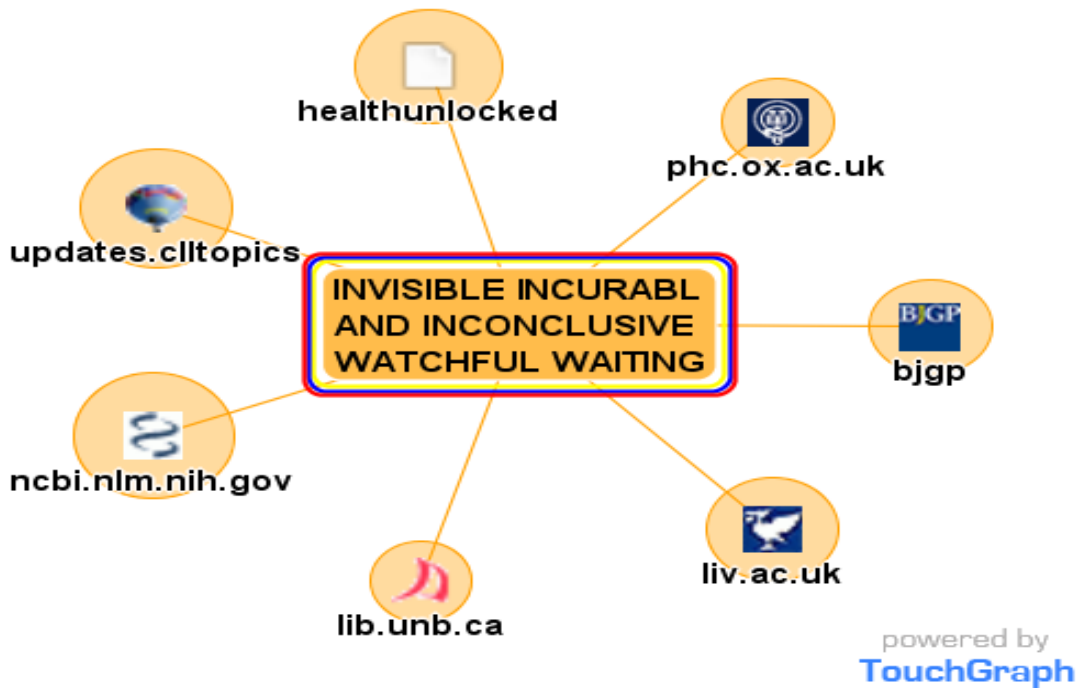 healthunlocked
phc.ox.ac.uk
updates.clltopics
INVISIBLE INCURABL
AND INCONCLUSIVE
WATCHFUL WAITING
BJGP
bjgp
ncbi.nlm.nih.gov
liv.ac.uk
lib.unb.ca
powered by
TouchGraph